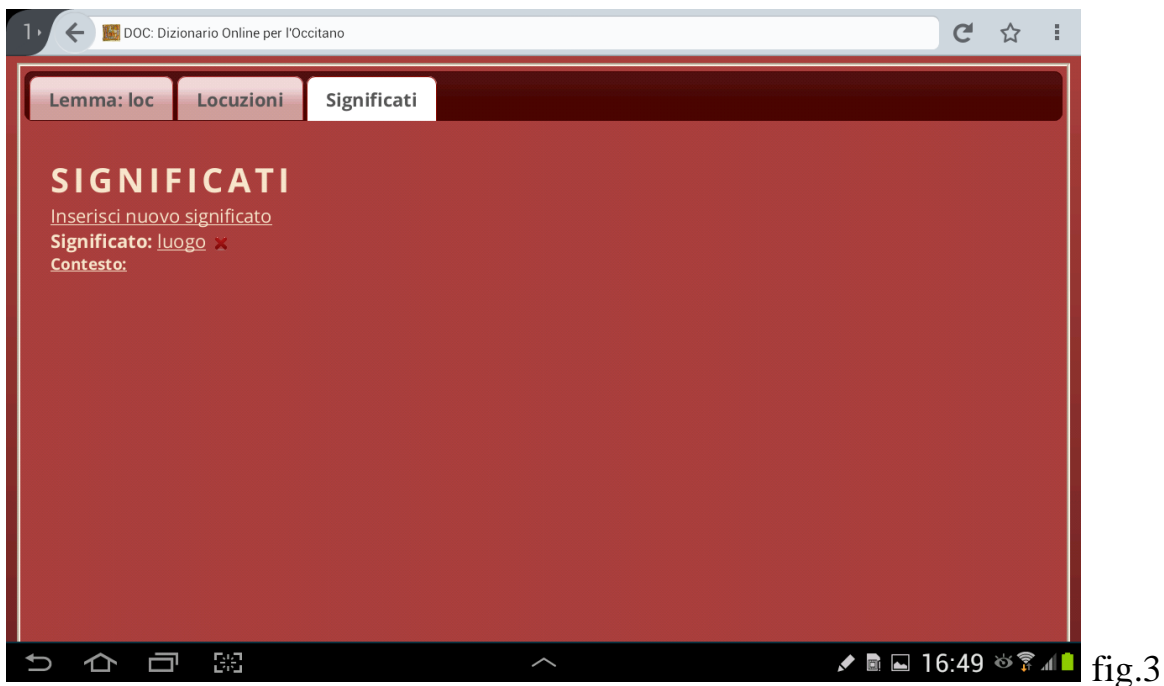 1
DOC: Dizionario Online per l'Occitano
Lemma: loc Locuzioni Significati
SIGNIFICATI
Inserisci nuovo significato
Significato: luogo
Contesto:
16:49
fig.3